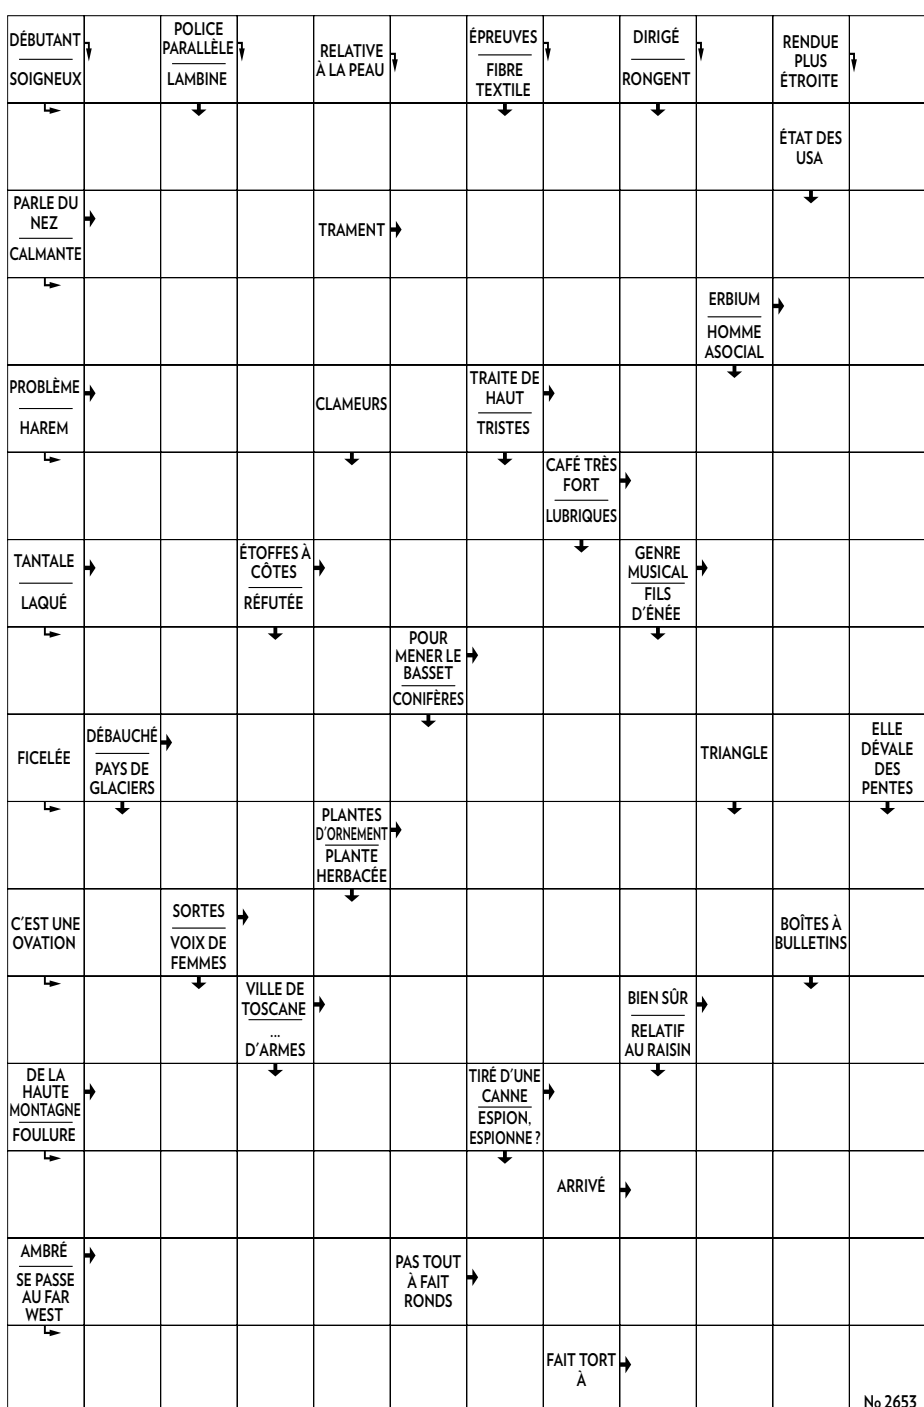 DÉBUTANT
SOIGNEUX
POLICE
PARALLÈLE
LAMBINE
RELATIVE
À LA PEAU
ÉPREUVES
FIBRE
TEXTILE
DIRIGÉ
RONGENT
RENDUE
PLUS
ÉTROITE
ÉTAT DES
USA
PARLE DU
NEZ
CALMANTE
TRAMENT
ERBIUM
HOMME
ASOCIAL
PROBLÈME
HAREM
CLAMEURS
TRAITE DE
HAUT
TRISTES
CAFÉ TRÈS
FORT
LUBRIQUES
TANTALE
LAQUÉ
ÉTOFFES À
CÔTES
RÉFUTÉE
GENRE
MUSICAL
FILS
D'ÉNÉE
POUR
MENER LE
BASSET
CONIFÈRES
FICELÉE
DÉBAUCHÉ
PAYS DE
GLACIERS
TRIANGLE
ELLE
DÉVALE
DES
PENTES
PLANTES
D'ORNEMENT
PLANTE
HERBACÉE
C'EST UNE
OVATION
SORTES
VOIX DE
FEMMES
BOÎTES À
BULLETINS
VILLE DE
TOSCANE
...
D'ARMES
BIEN SÛR
RELATIF
AU RAISIN
DE LA
HAUTE
MONTAGNE
FOULURE
TIRÉ D'UNE
CANNE
ESPION,
ESPIONNE ?
ARRIVÉ
AMBRÉ
SE PASSE
AU FAR
WEST
PAS TOUT
À FAIT
RONDS
FAIT TORT
À
No 2653